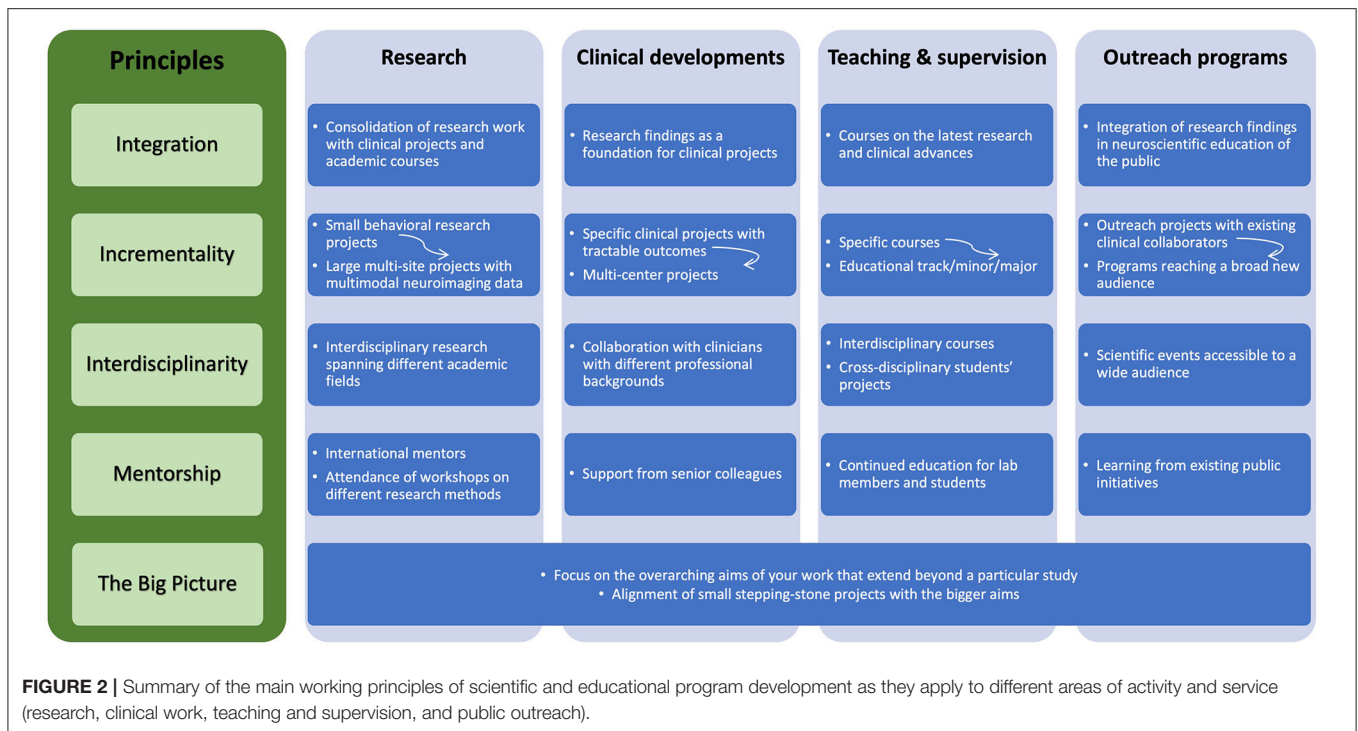 Principles
Research
Clinical developments
Teaching & supervision
Outreach programs
Integration
• Consolidation of research work
with clinical projects and
academic courses
• Research findings as a
foundation for clinical projects
• Courses on the latest research
and clinical advances
• Integration of research findings
in neuroscientific education of
the public
Incrementality
• Small behavioral research
projects
• Large multi-site projects with
multimodal neuroimaging data
• Specific clinical projects with
tractable outcomes
• Multi-center projects
• Specific courses
• Educational track/minor/major
• Outreach projects with existing
clinical collaborators
• Programs reaching a broad new
audience
Interdisciplinarity
• Interdisciplinary research
spanning different academic
fields
• Collaboration with clinicians
with different professional
backgrounds
• Interdisciplinary courses
• Cross-disciplinary students'
projects
• Scientific events accessible to a
wide audience
Mentorship
• International mentors
• Attendance of workshops on
different research methods
• Support from senior colleagues
• Continued education for lab
members and students
• Learning from existing public
initiatives
The Big Picture
• Focus on the overarching aims of your work that extend beyond a particular study
• Alignment of small stepping-stone projects with the bigger aims
FIGURE 2 | Summary of the main working principles of scientific and educational program development as they apply to different areas of activity and service
(research, clinical work, teaching and supervision, and public outreach).